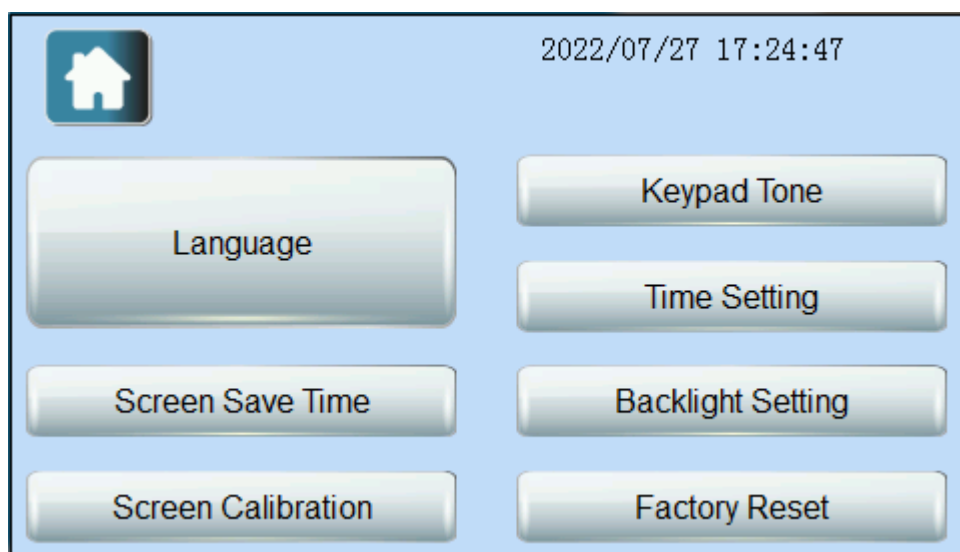 2022/07/27 17:24:47
Language
Keypad Tone
Time Setting
Screen Save Time
Backlight Setting
Screen Calibration
Factory Reset